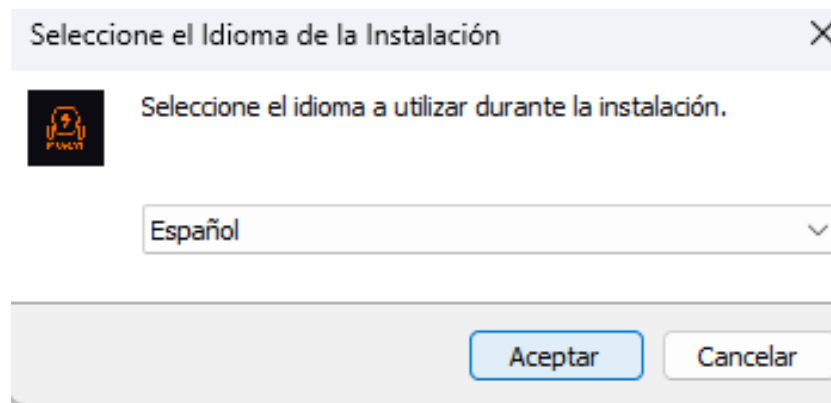 Seleccione el Idioma de la Instalación
Seleccione el idioma a utilizar durante la instalación.
Español
Aceptar
Cancelar